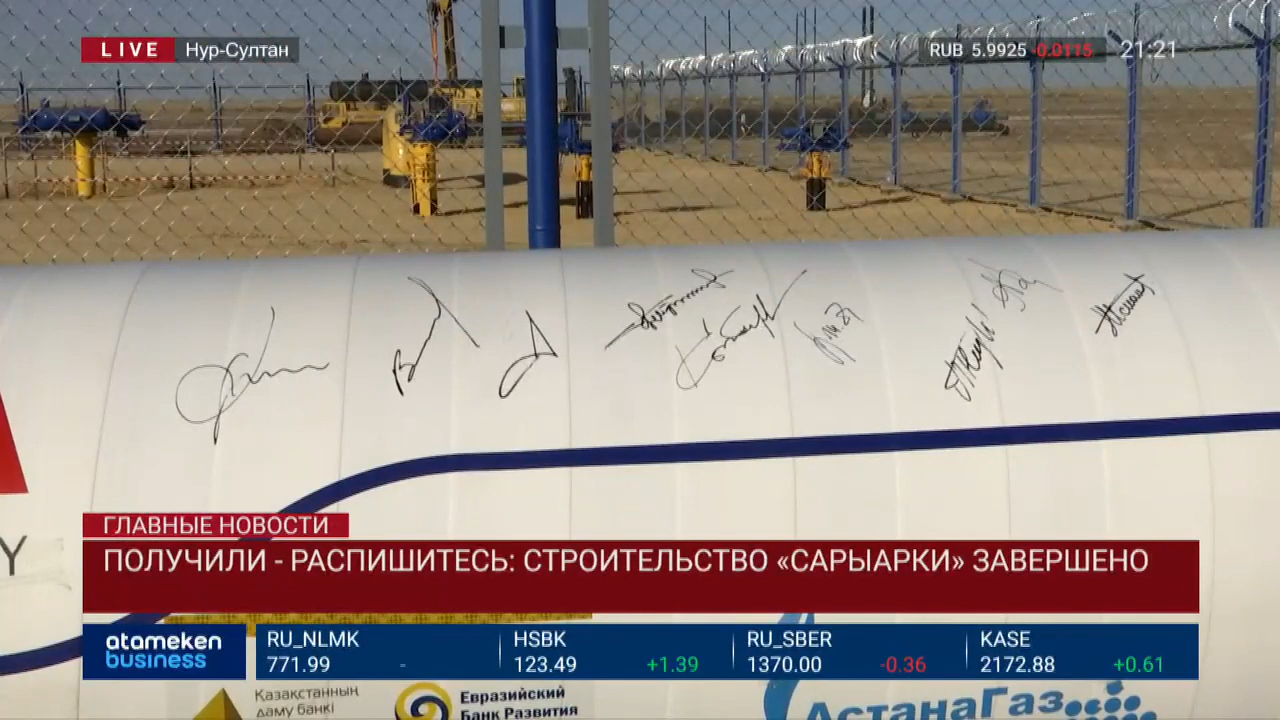 LIVE Нур-Султан
RUB 5.9925 -0.0115 21:21
Y
ГЛАВНЫЕ НОВОСТИ
ПОЛУЧИЛИ - РАСПИШИТЕСЬ: СТРОИТЕЛЬСТВО «САРЫАРКИ» ЗАВЕРШЕНО
atameken
business
RU_NLMK HSBK RU_SBER KASE
771.99 - 123.49 +1.39 1370.00 -0.36 2172.88 +0.61
Қазақстанның
даму банкі
Евразийский
Банк Развития
АстанаГаз